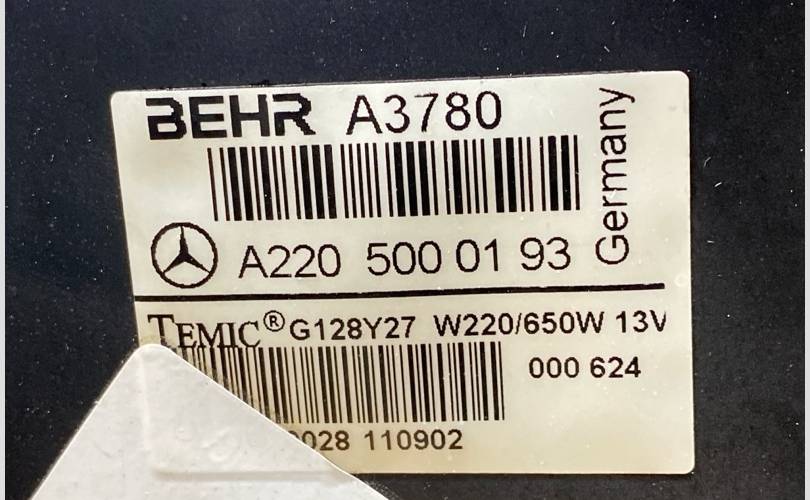 BEHR A3780
Germany
A220 500 01 93
TEMIC® G128Y27 W220/650W 13V
000 624
028 110902